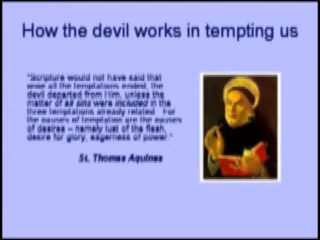 How the devil works in tempting us
"Scripture would not have said that
once all the temptations ended, the
devil departed from Him, unless the
matter of all sins were included in the
three temptations already related. For
the causes of temptation are the causes
of desires – namely lust of the flesh,
desire for glory, eagerness of power."
St. Thomas Aquinas